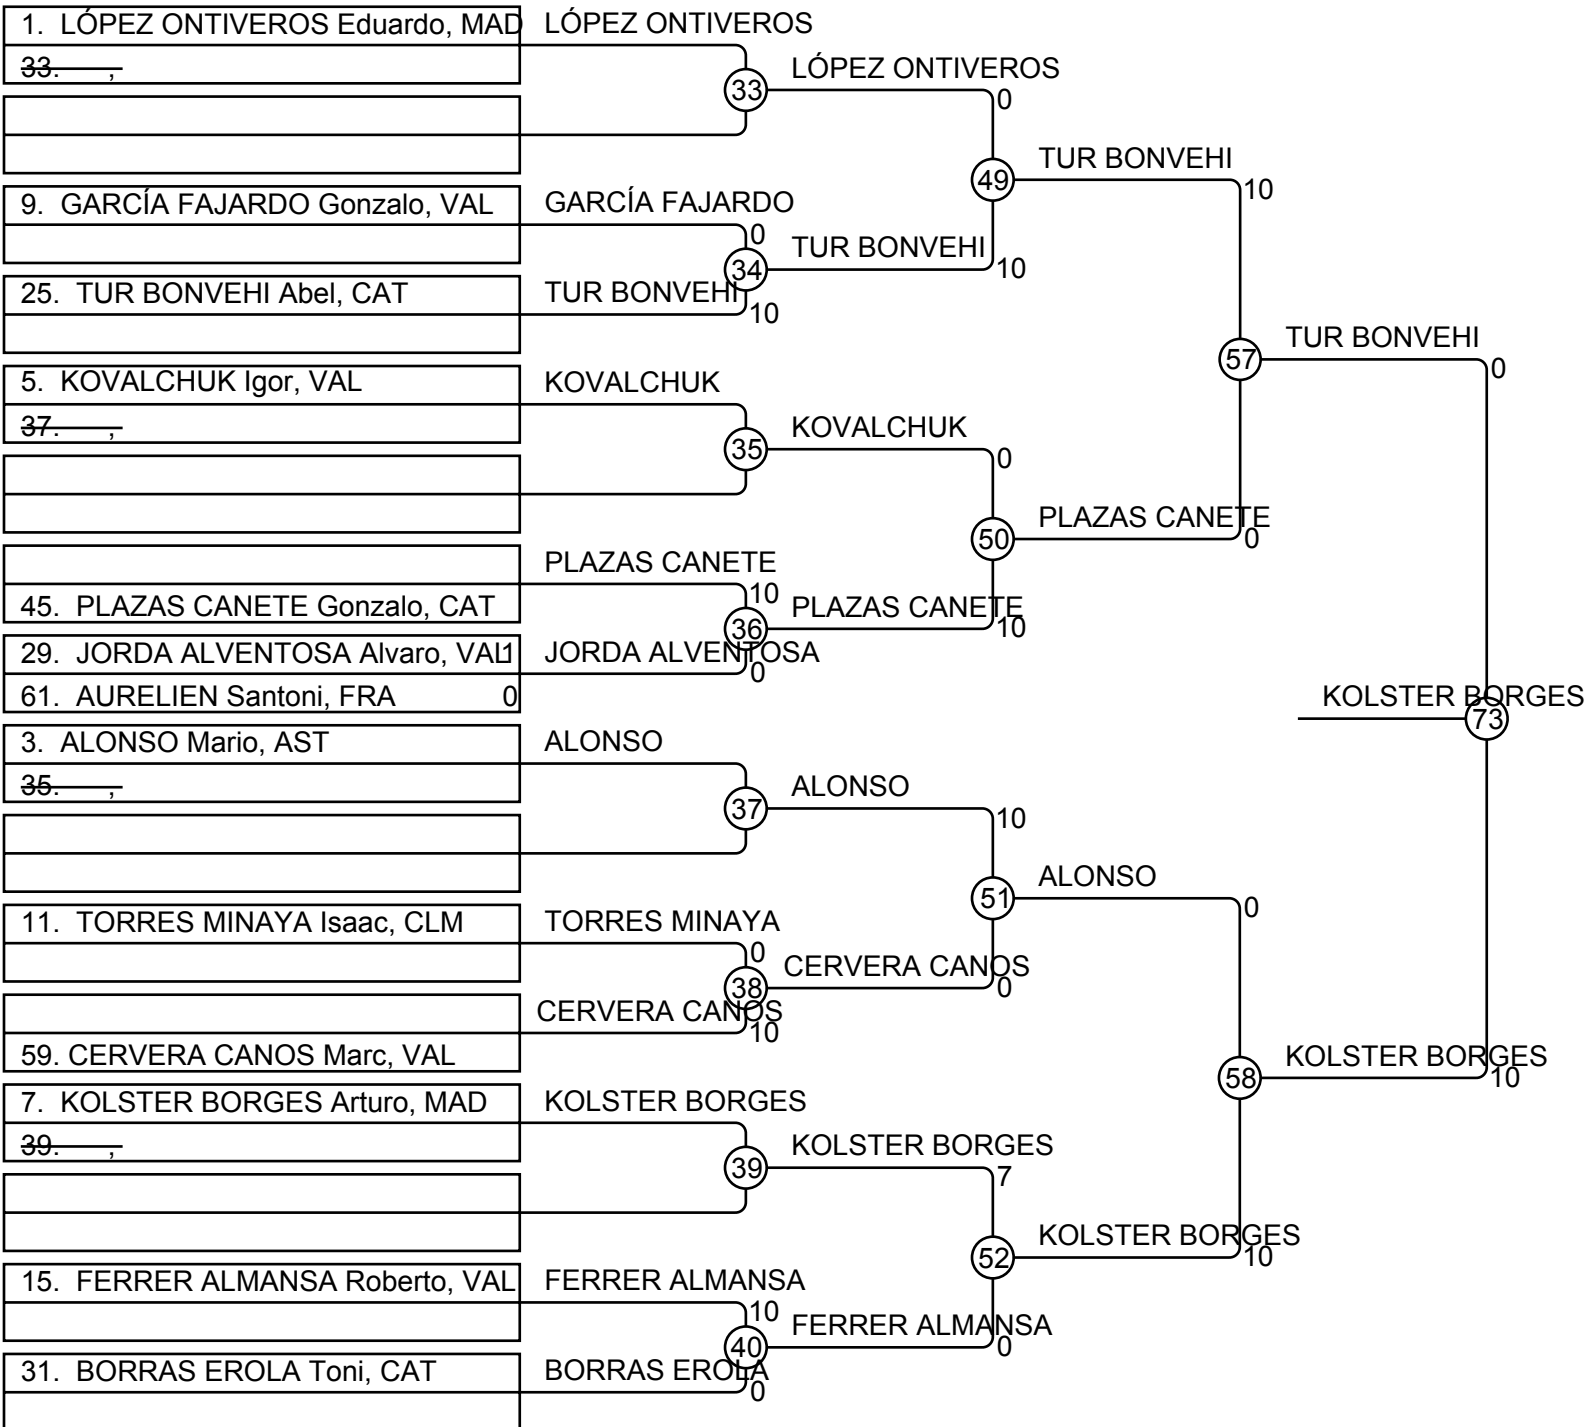 1. LÓPEZ ONTIVEROS Eduardo, MAD
LÓPEZ ONTIVEROS
33. ,
LÓPEZ ONTIVEROS
33
0
TUR BONVEHI
49
10
9. GARCÍA FAJARDO Gonzalo, VAL
GARCÍA FAJARDO
0
TUR BONVEHI
34
10
25. TUR BONVEHI Abel, CAT
TUR BONVEHI
10
TUR BONVEHI
57
0
5. KOVALCHUK Igor, VAL
KOVALCHUK
37. ,
KOVALCHUK
35
0
PLAZAS CANETE
50
0
PLAZAS CANETE
10
45. PLAZAS CANETE Gonzalo, CAT
PLAZAS CANETE
36
10
29. JORDA ALVENTOSA Alvaro, VAL 1
JORDA ALVENTOSA
0
61. AURELIEN Santoni, FRA 0
KOLSTER BORGES
73
3. ALONSO Mario, AST
ALONSO
35. ,
ALONSO
37
10
ALONSO
51
0
11. TORRES MINAYA Isaac, CLM
TORRES MINAYA
0
CERVERA CANOS
38
0
CERVERA CANOS
10
59. CERVERA CANOS Marc, VAL
KOLSTER BORGES
58
10
7. KOLSTER BORGES Arturo, MAD
KOLSTER BORGES
39. ,
KOLSTER BORGES
39
7
KOLSTER BORGES
52
10
15. FERRER ALMANSA Roberto, VAL
FERRER ALMANSA
10
FERRER ALMANSA
40
0
31. BORRAS EROLA Toni, CAT
BORRAS EROLA
0